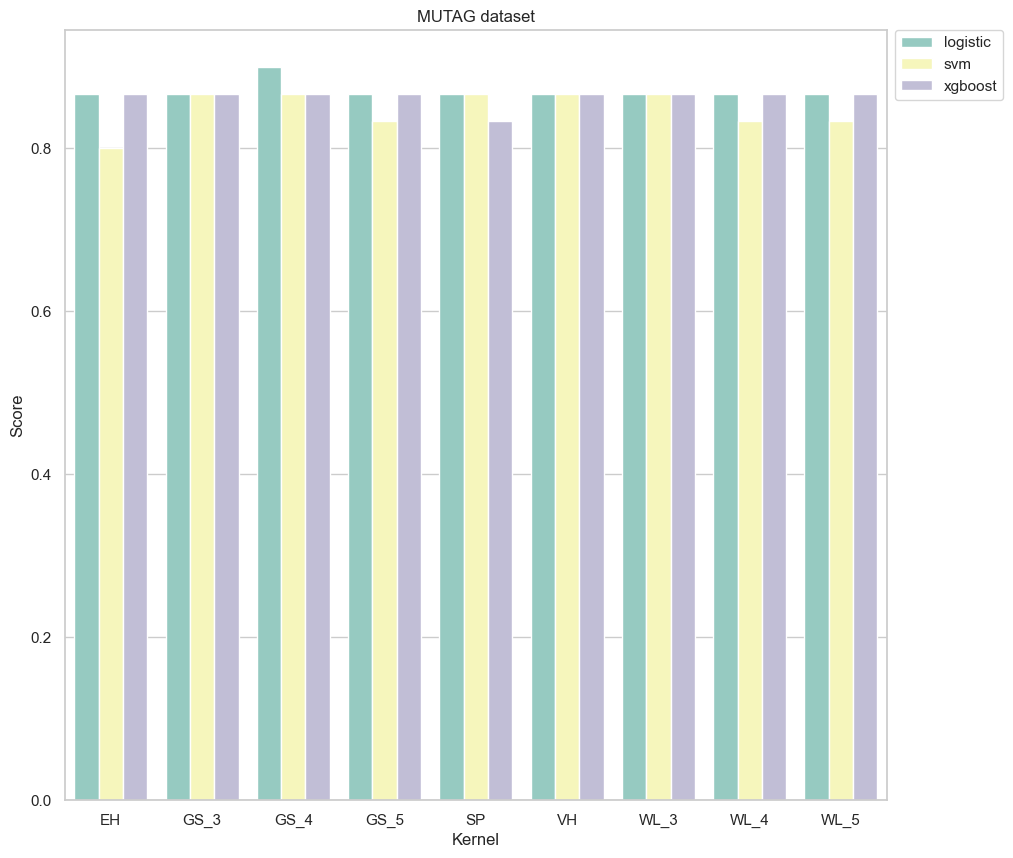 MUTAG dataset
logistic
svm
xgboost
Score
0.8
0.6
0.4
0.2
0.0
EH GS_3 GS_4 GS_5 SP VH WL_3 WL_4 WL_5
Kernel